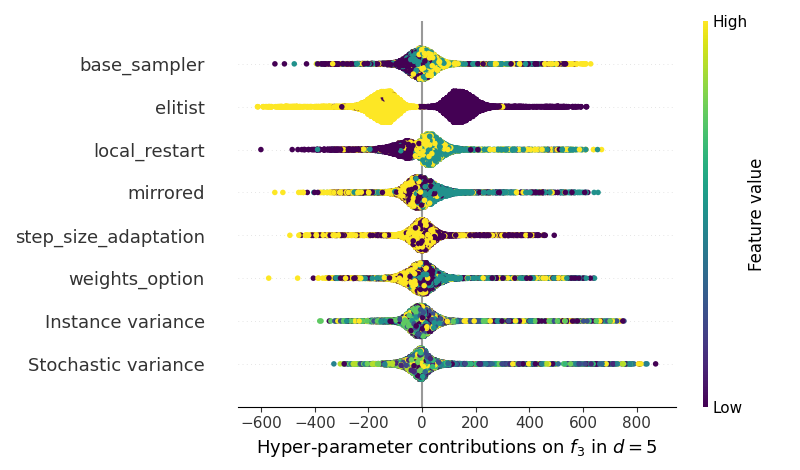 High
base_sampler
elitist
local_restart
mirrored
step_size_adaptation
weights_option
Instance variance
Stochastic variance
Feature value
Low
−600 −400 −200 0 200 400 600 800
Hyper-parameter contributions on f₃ in d = 5